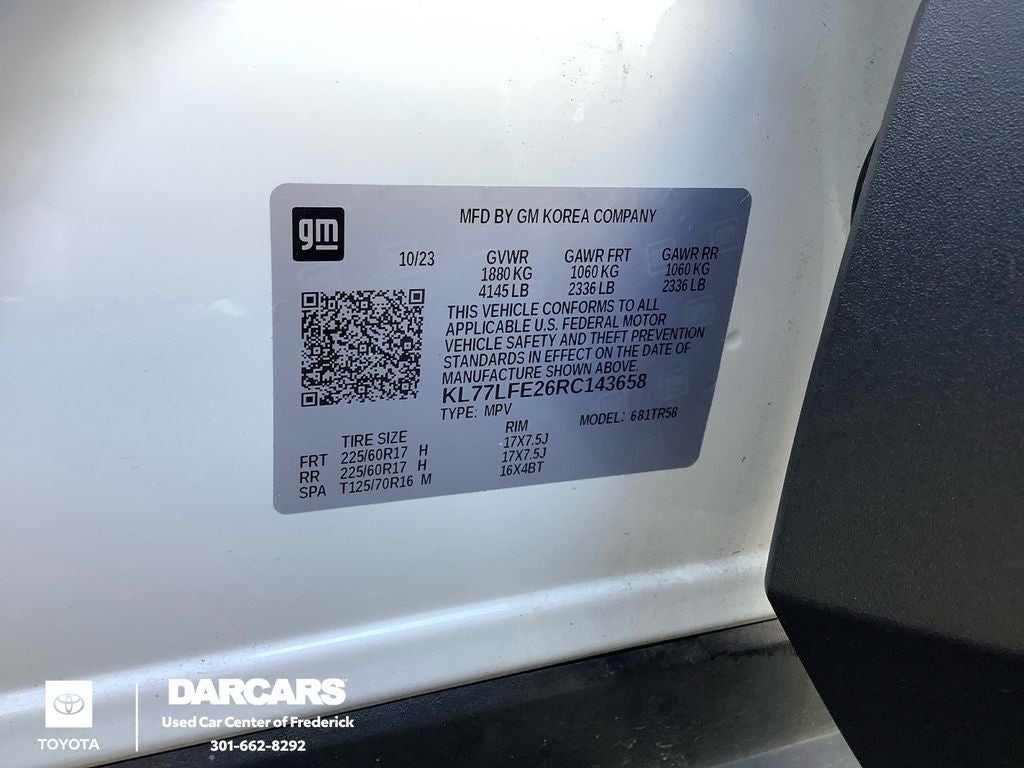 gm
MFD BY GM KOREA COMPANY
10/23 GVWR GAWR FRT GAWR RR
1880 KG 1060 KG 1060 KG
4145 LB 2336 LB 2336 LB
THIS VEHICLE CONFORMS TO ALL
APPLICABLE U.S. FEDERAL MOTOR
VEHICLE SAFETY AND THEFT PREVENTION
STANDARDS IN EFFECT ON THE DATE OF
MANUFACTURE SHOWN ABOVE.
KL77LFE26RC143658
TYPE: MPV MODEL: 681TR58
TIRE SIZE RIM
FRT 225/60R17 H 17X7.5J
RR 225/60R17 H 17X7.5J
SPA T125/70R16 M 16X4BT
TOYOTA
DARCARS
Used Car Center of Frederick
301-662-8292